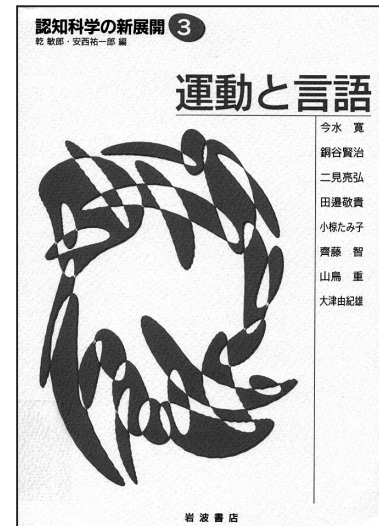 認知科学の新展開 3
乾 敏郎・安西祐一郎 編
運動と言語
今水 寛
銅谷賢治
二見亮弘
田邊敬貴
小椋たみ子
齊藤 智
山鳥 重
大津由紀雄
岩波書店